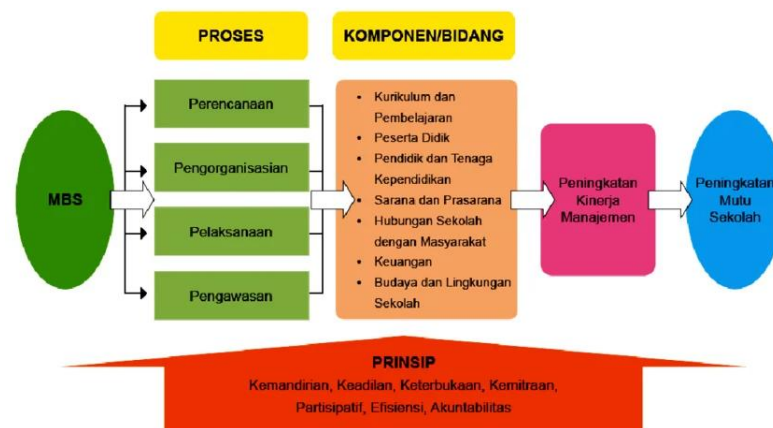 PROSES
KOMPONEN/BIDANG
MBS
Perencanaan
Pengorganisasian
Pelaksanaan
Pengawasan
• Kurikulum dan
Pembelajaran
• Peserta Didik
• Pendidik dan Tenaga
Kependidikan
• Sarana dan Prasarana
• Hubungan Sekolah
dengan Masyarakat
• Keuangan
• Budaya dan Lingkungan
Sekolah
Peningkatan
Kinerja
Manajemen
Peningkatan
Mutu
Sekolah
PRINSIP
Kemandirian, Keadilan, Keterbukaan, Kemitraan,
Partisipatif, Efisiensi, Akuntabilitas